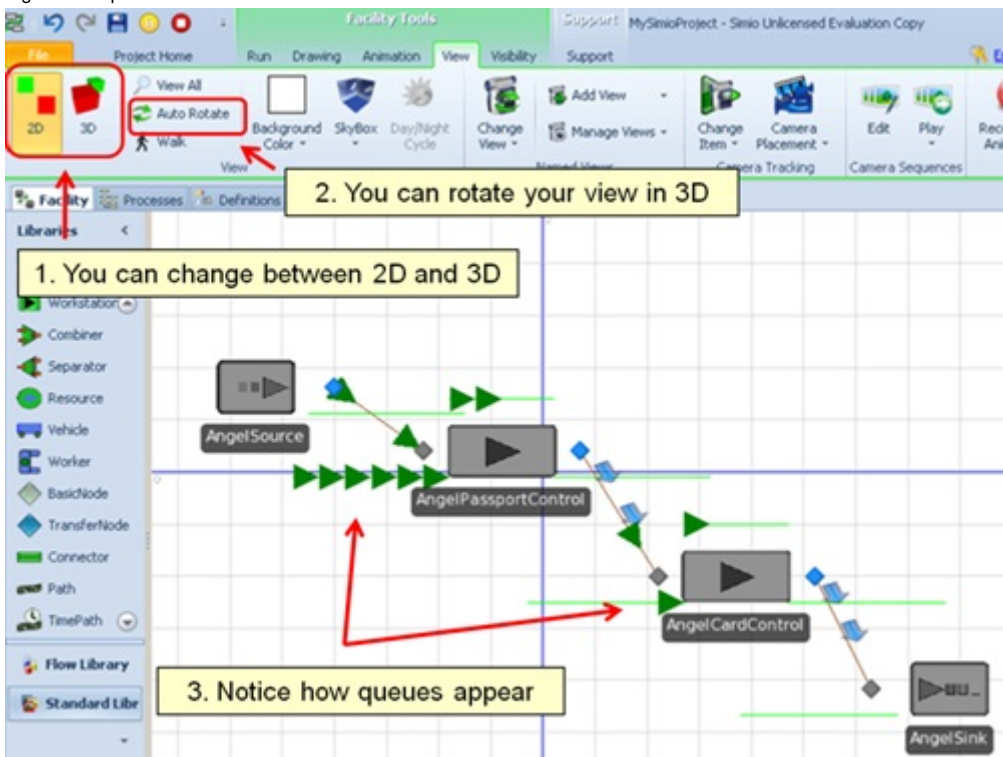 Facility Tools Support MySimioProject - Simio Unlicensed Evaluation Copy
File Project Home Run Drawing Animation View Visibility Support
View All
Auto Rotate
Walk
2D 3D
Background Color
SkyBox
Day/Night Cycle
Change View
Add View
Manage Views
Change Item
Camera Placement
Edit
Play
View
Named Views
Camera Tracking
Camera Sequences
2. You can rotate your view in 3D
Facility Processes Definitions
Libraries
1. You can change between 2D and 3D
Workstation
Combiner
Separator
Resource
Vehicle
Worker
BasicNode
TransferNode
Connector
Path
TimePath
Flow Library
Standard Libr
AngelSource
AngelPassportControl
AngelCardControl
AngelSink
3. Notice how queues appear